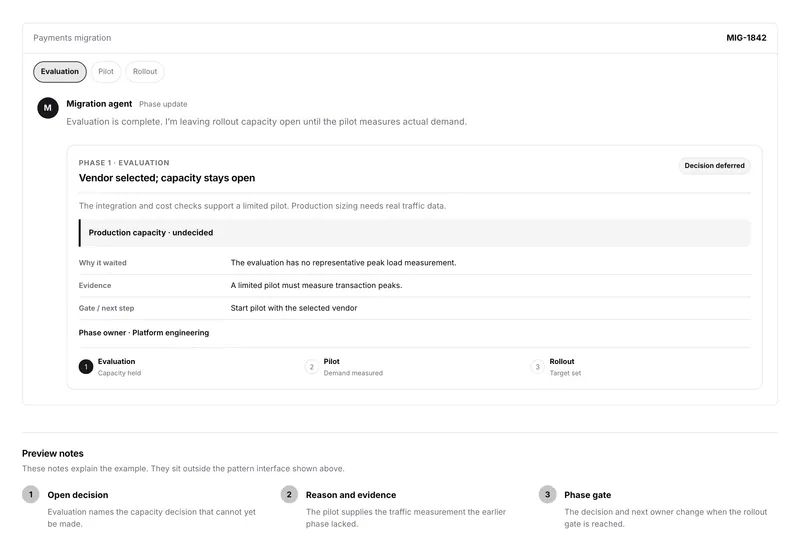 Payments migration
MIG-1842
Evaluation
Pilot
Rollout
M
Migration agent
Phase update
Evaluation is complete. I'm leaving rollout capacity open until the pilot measures actual demand.
PHASE 1 · EVALUATION
Decision deferred
Vendor selected; capacity stays open
The integration and cost checks support a limited pilot. Production sizing needs real traffic data.
Production capacity · undecided
Why it waited
The evaluation has no representative peak load measurement.
Evidence
A limited pilot must measure transaction peaks.
Gate / next step
Start pilot with the selected vendor
Phase owner · Platform engineering
1
Evaluation
Capacity held
2
Pilot
Demand measured
3
Rollout
Target set
Preview notes
These notes explain the example. They sit outside the pattern interface shown above.
1
Open decision
Evaluation names the capacity decision that cannot yet
be made.
2
Reason and evidence
The pilot supplies the traffic measurement the earlier
phase lacked.
3
Phase gate
The decision and next owner change when the rollout
gate is reached.